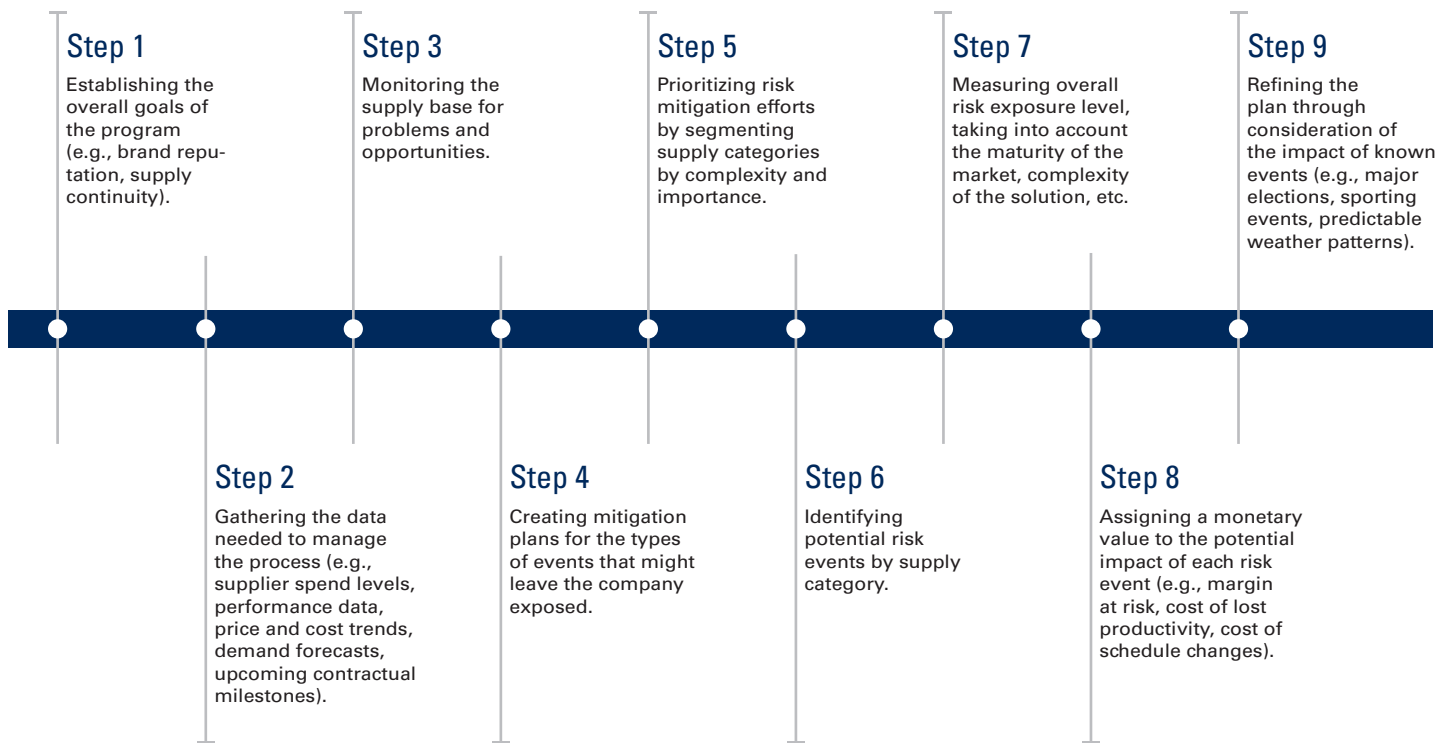 Step 1
Establishing the
overall goals of
the program
(e.g., brand repu-
tation, supply
continuity).
Step 2
Gathering the data
needed to manage
the process (e.g.,
supplier spend levels,
performance data,
price and cost trends,
demand forecasts,
upcoming contractual
milestones).
Step 3
Monitoring the
supply base for
problems and
opportunities.
Step 4
Creating mitigation
plans for the types
of events that might
leave the company
exposed.
Step 5
Prioritizing risk
mitigation efforts
by segmenting
supply categories
by complexity and
importance.
Step 6
Identifying
potential risk
events by supply
category.
Step 7
Measuring overall
risk exposure level,
taking into account
the maturity of the
market, complexity
of the solution, etc.
Step 8
Assigning a monetary
value to the potential
impact of each risk
event (e.g., margin
at risk, cost of lost
productivity, cost of
schedule changes).
Step 9
Refining the
plan through
consideration of
the impact of known
events (e.g., major
elections, sporting
events, predictable
weather patterns).